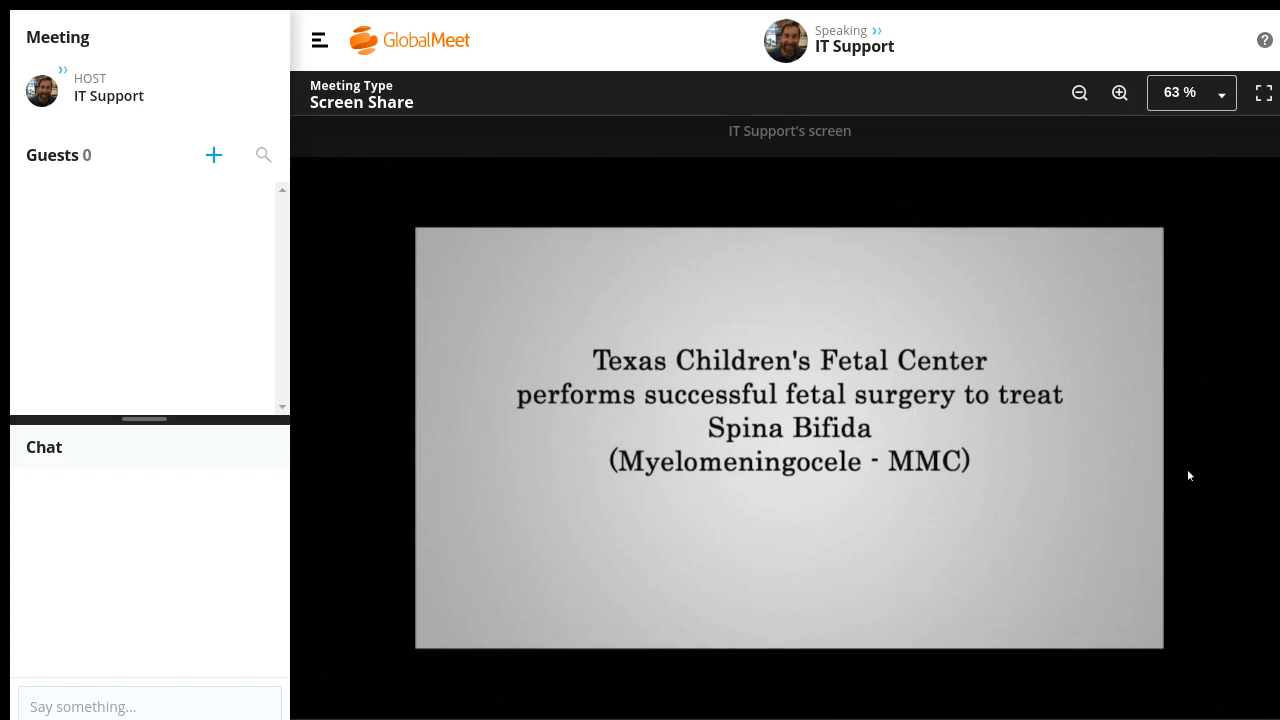 Meeting
HOST
IT Support
Guests 0
Chat
Say something...
GlobalMeet
Speaking
IT Support
Meeting Type
Screen Share
63 %
IT Support's screen
Texas Children's Fetal Center
performs successful fetal surgery to treat
Spina Bifida
(Myelomeningocele - MMC)